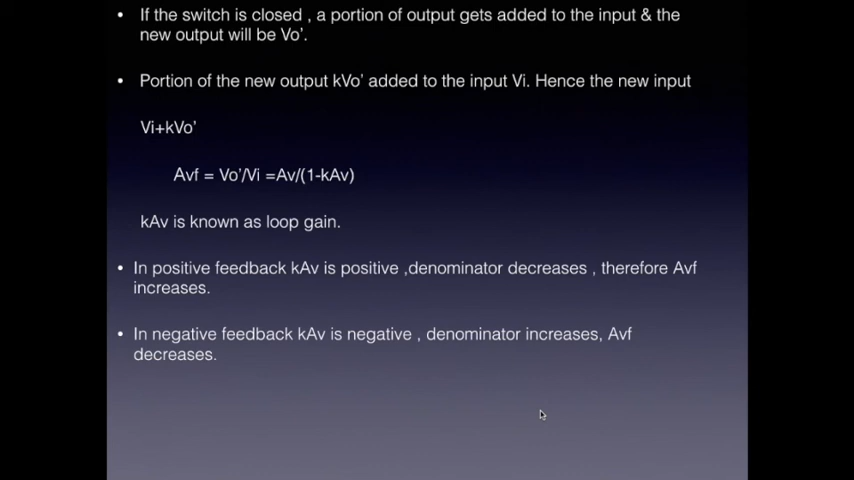 • If the switch is closed , a portion of output gets added to the input & the
new output will be Vo’.
• Portion of the new output kVo’ added to the input Vi. Hence the new input
Vi+kVo’
Avf = Vo’/Vi =Av/(1-kAv)
kAv is known as loop gain.
• In positive feedback kAv is positive ,denominator decreases , therefore Avf
increases.
• In negative feedback kAv is negative , denominator increases, Avf
decreases.